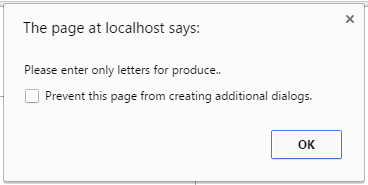 The page at localhost says:
Please enter only letters for produce..
Prevent this page from creating additional dialogs.
OK